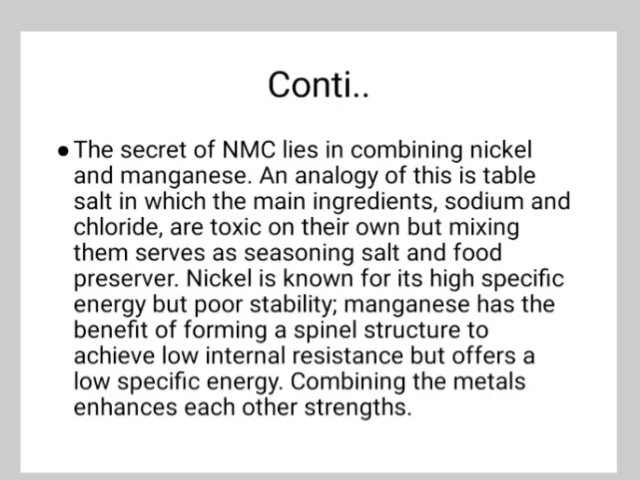 Conti..
● The secret of NMC lies in combining nickel
and manganese. An analogy of this is table
salt in which the main ingredients, sodium and
chloride, are toxic on their own but mixing
them serves as seasoning salt and food
preserver. Nickel is known for its high specific
energy but poor stability; manganese has the
benefit of forming a spinel structure to
achieve low internal resistance but offers a
low specific energy. Combining the metals
enhances each other strengths.